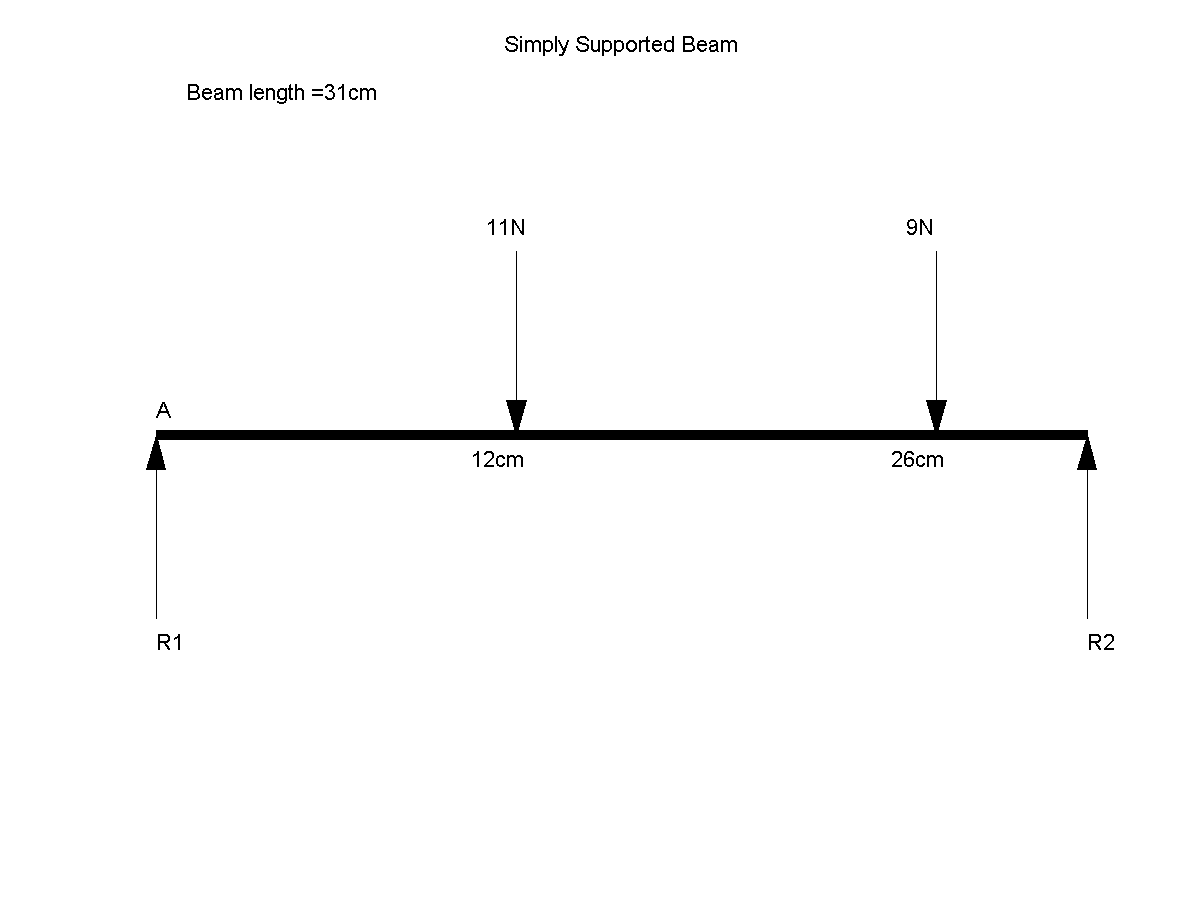 Simply Supported Beam
Beam length =31cm
11N
9N
A
12cm
26cm
R1
R2